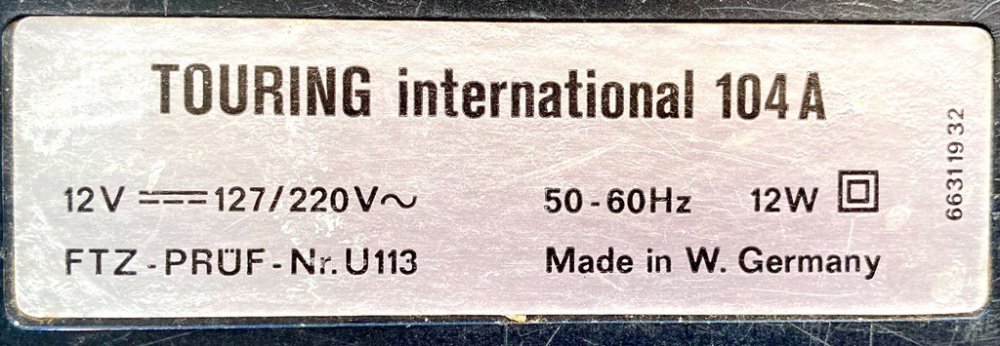 TOURING international 104 A
12V ⎓ 127/220V~ 50-60Hz 12W
FTZ-PRÜF-Nr. U113 Made in W. Germany
66311932